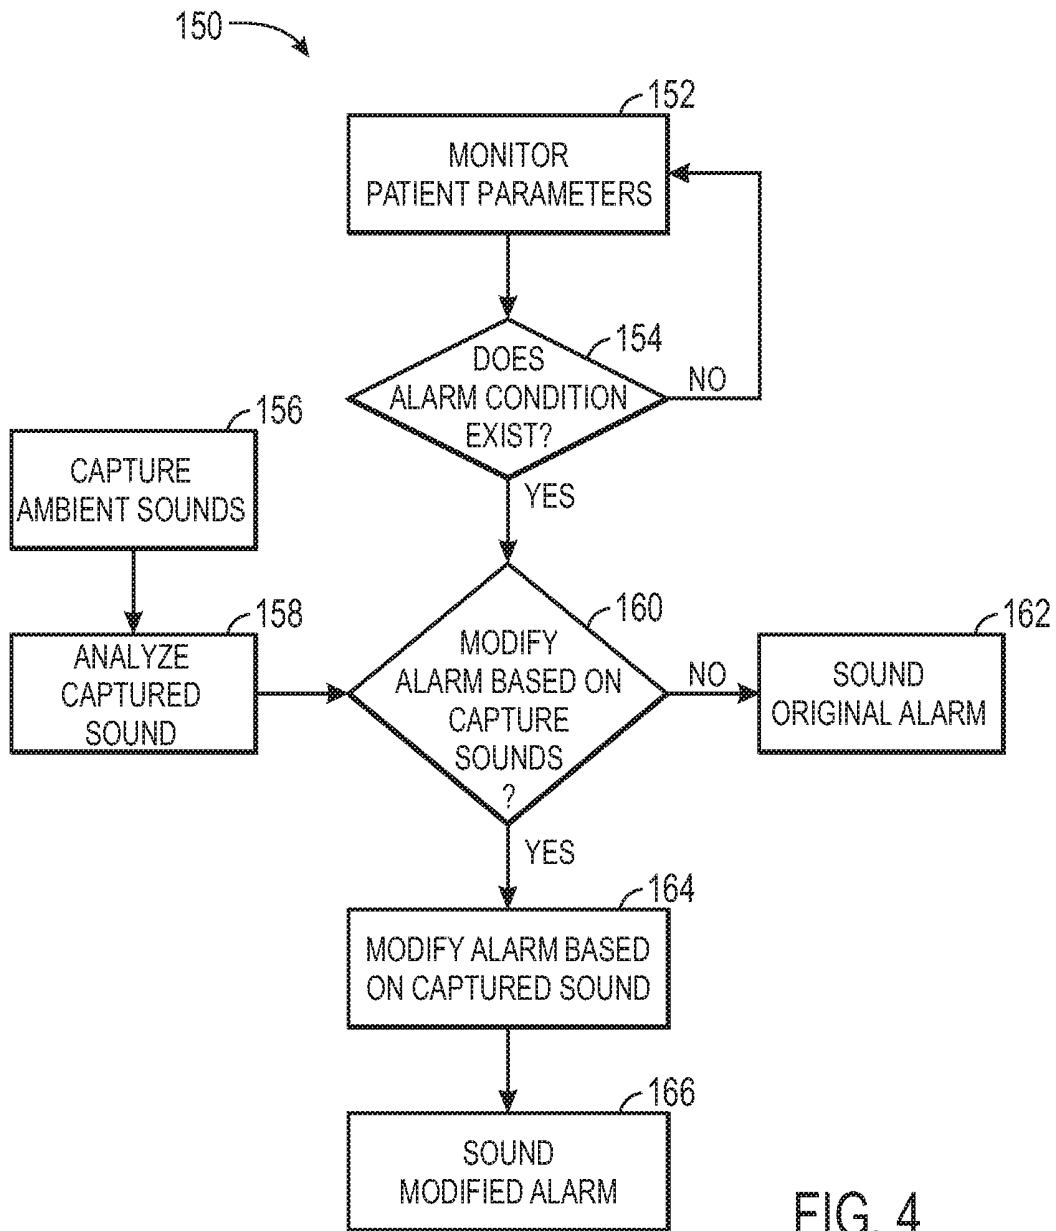 150
152
MONITOR
PATIENT PARAMETERS
154
DOES
ALARM CONDITION
EXIST?
NO
YES
156
CAPTURE
AMBIENT SOUNDS
158
ANALYZE
CAPTURED
SOUND
160
MODIFY
ALARM BASED ON
CAPTURE
SOUNDS
?
NO
162
SOUND
ORIGINAL ALARM
YES
164
MODIFY ALARM BASED
ON CAPTURED SOUND
166
SOUND
MODIFIED ALARM
FIG. 4